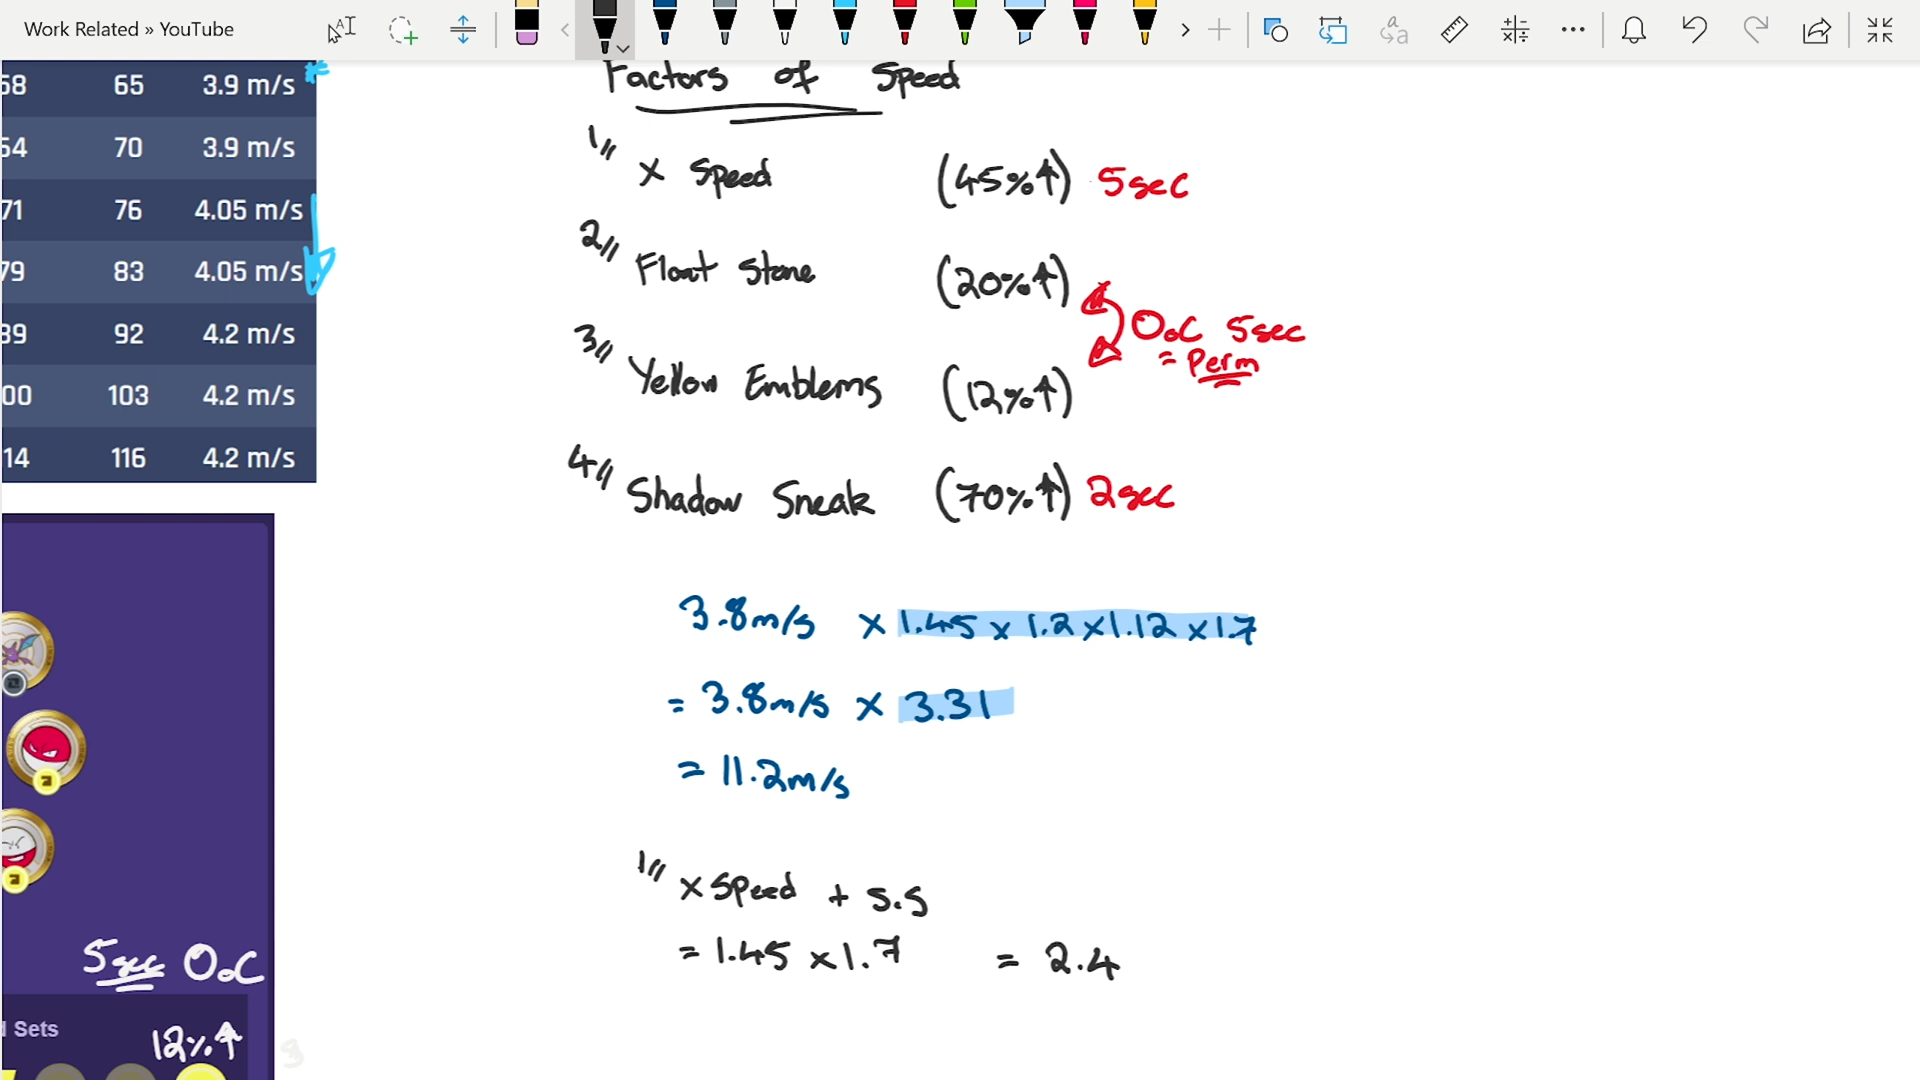 Work Related » YouTube
58 65 3.9 m/s
64 70 3.9 m/s
71 76 4.05 m/s
79 83 4.05 m/s
89 92 4.2 m/s
00 103 4.2 m/s
14 116 4.2 m/s
5sec OoC
Sets
12%↑
Factors of Speed
1// X Speed (45%↑) 5sec
2// Float Stone (20%↑)
OoC 5sec
= Perm
3// Yellow Emblems (12%↑)
4// Shadow Sneak (70%↑) 2sec
3.8m/s x 1.45 x 1.2 x 1.12 x 1.7
= 3.8m/s x 3.31
= 11.2m/s
1// X Speed + S.S
= 1.45 x 1.7 = 2.4